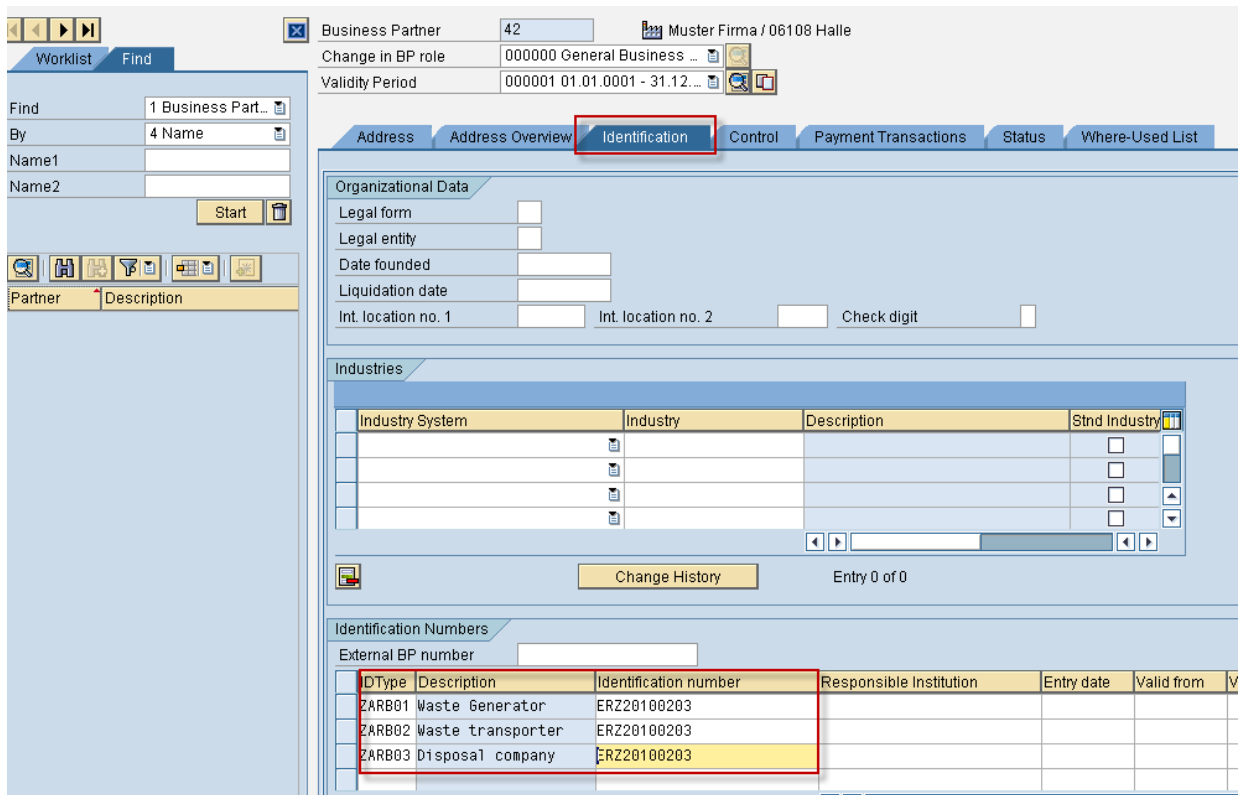 Business Partner 42 Muster Firma / 06108 Halle
Worklist Find
Change in BP role 000000 General Business ...
Validity Period 000001 01.01.0001 - 31.12....
Find 1 Business Part...
By 4 Name
Name1
Name2
Start
Partner Description
Address Address Overview Identification Control Payment Transactions Status Where-Used List
Organizational Data
Legal form
Legal entity
Date founded
Liquidation date
Int. location no. 1 Int. location no. 2 Check digit
Industries
Industry System Industry Description Stnd Industry
Change History Entry 0 of 0
Identification Numbers
External BP number
IDType Description Identification number Responsible Institution Entry date Valid from V
ZARB01 Waste Generator ERZ20100203
ZARB02 Waste transporter ERZ20100203
ZARB03 Disposal company ERZ20100203